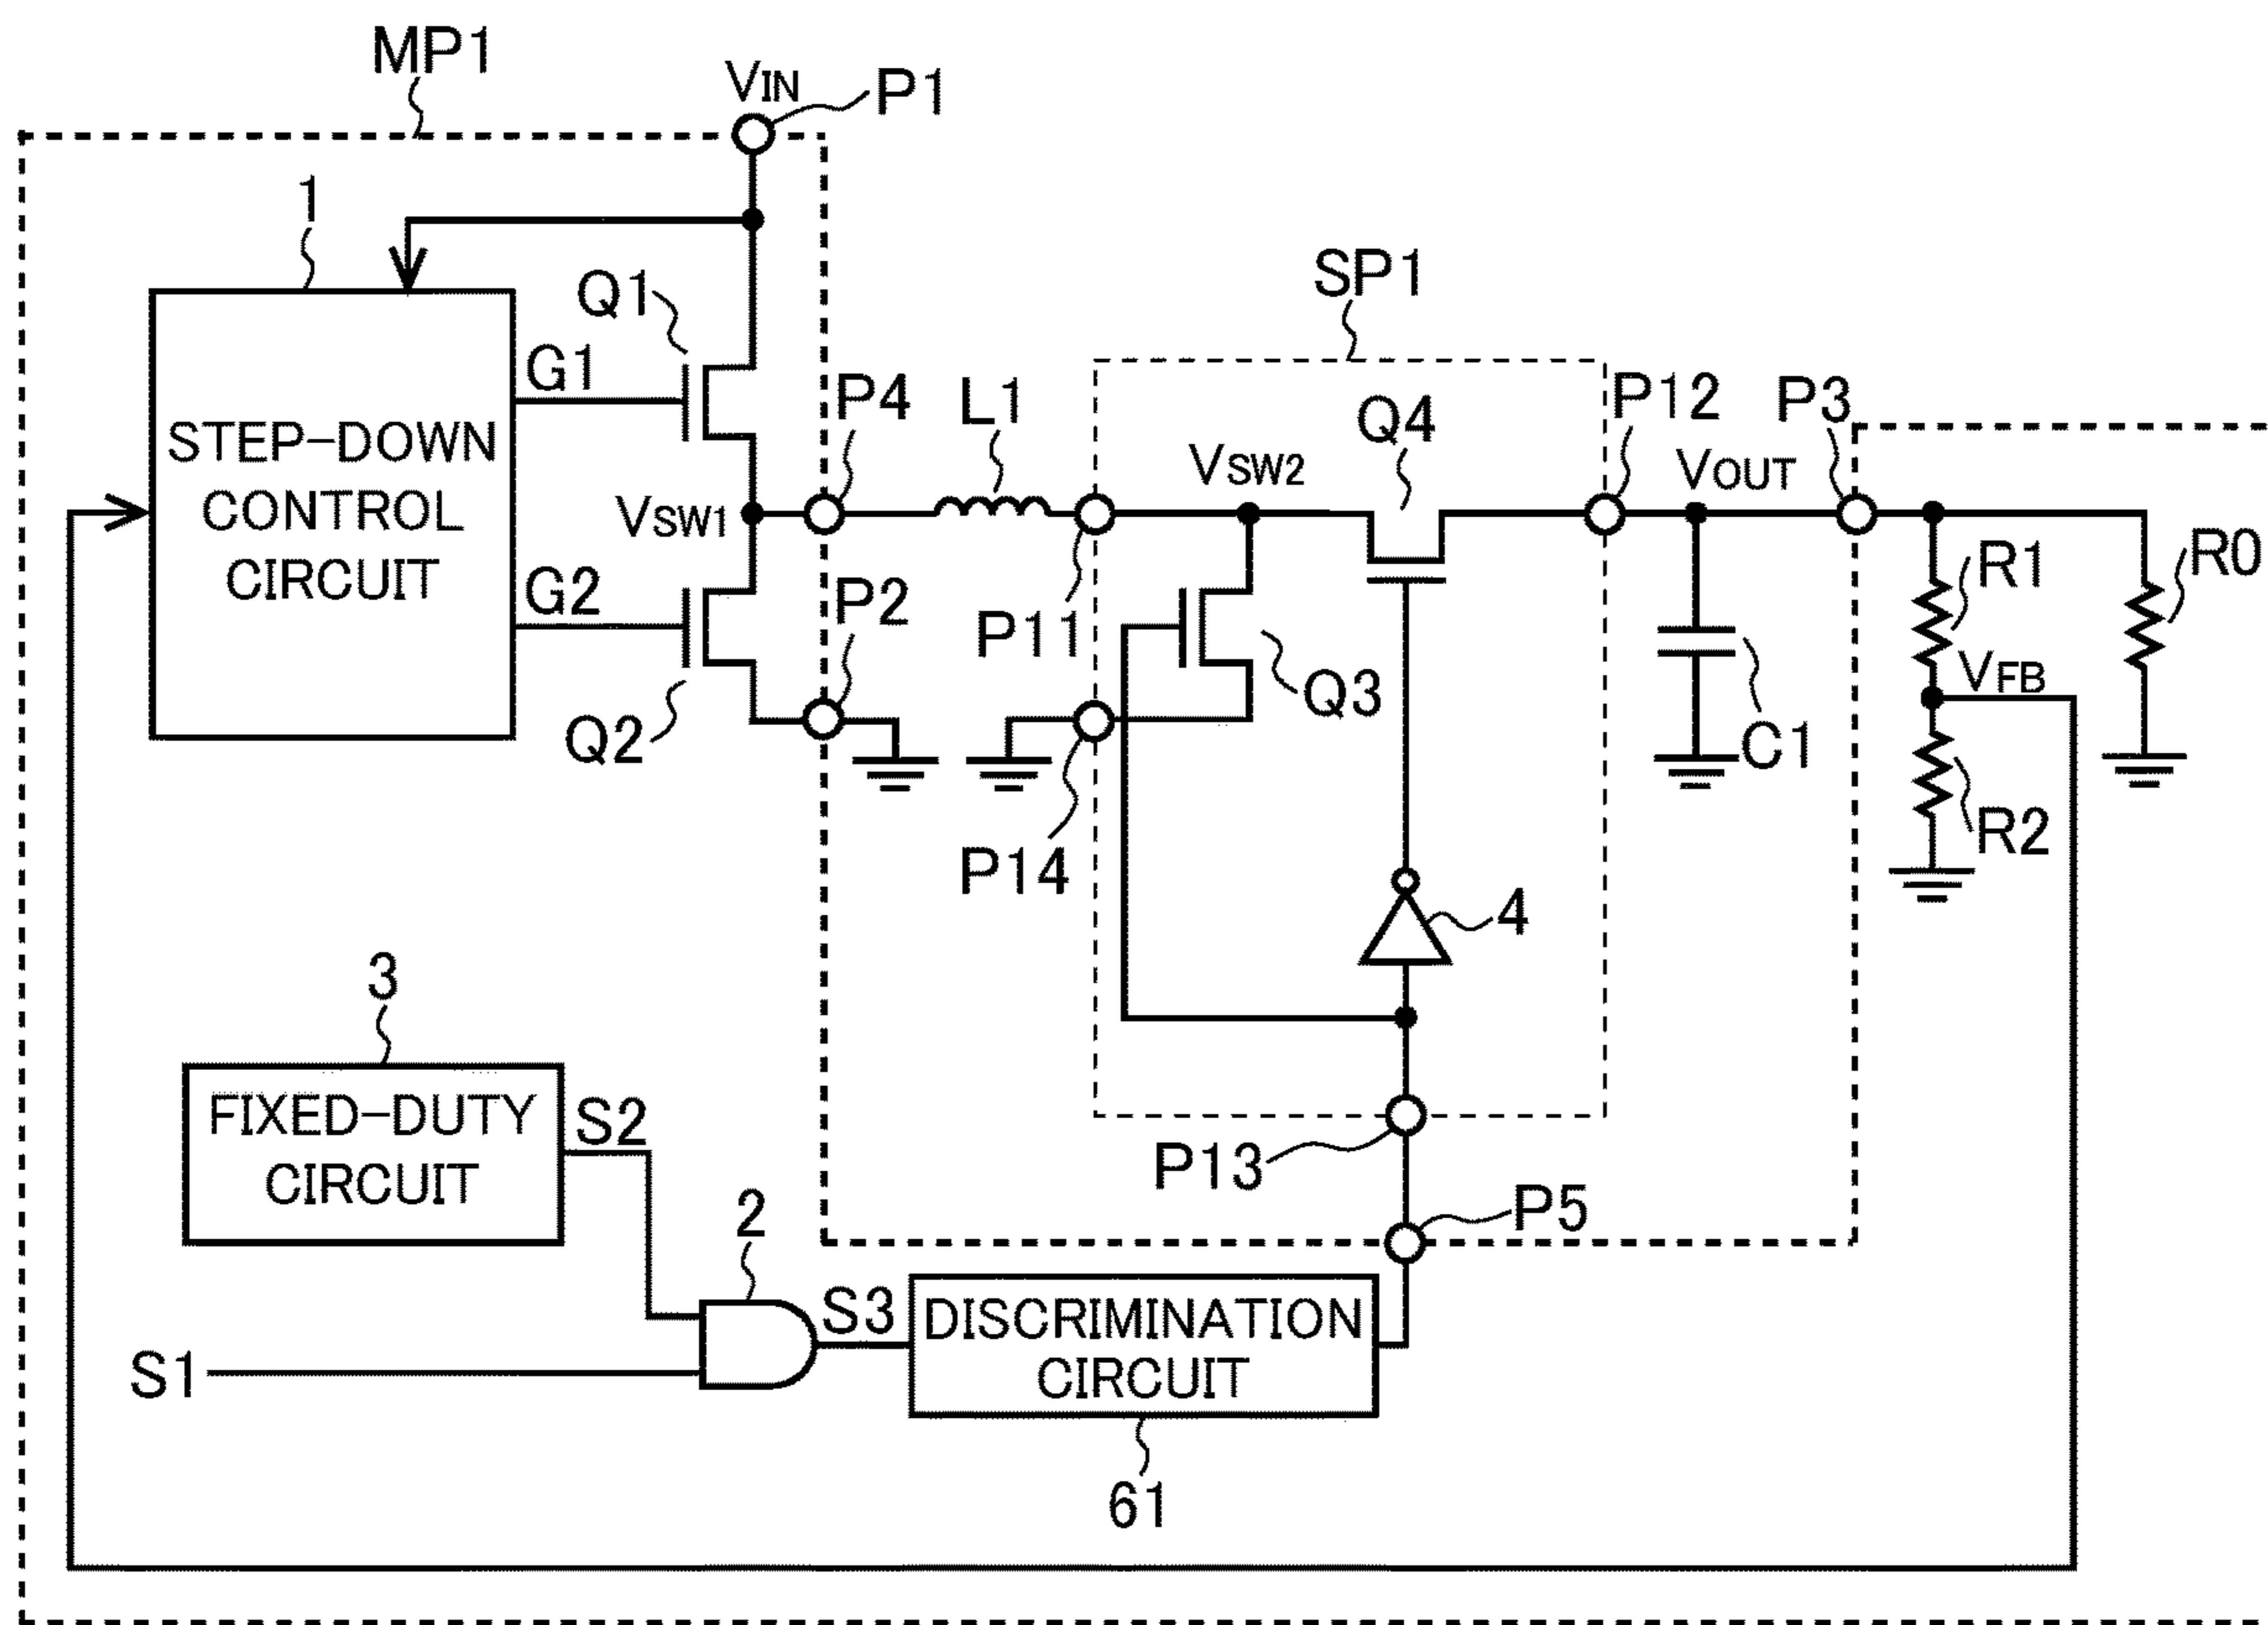 MP1
VIN
P1
1
STEP-DOWN
CONTROL
CIRCUIT
G1
Q1
G2
Q2
VSW1
P4
L1
P2
P11
P14
SP1
VSW2
Q4
Q3
P12
VOUT
P3
C1
R1
R0
VFB
R2
4
P13
P5
3
FIXED-DUTY
CIRCUIT
S2
2
S1
S3
DISCRIMINATION
CIRCUIT
61